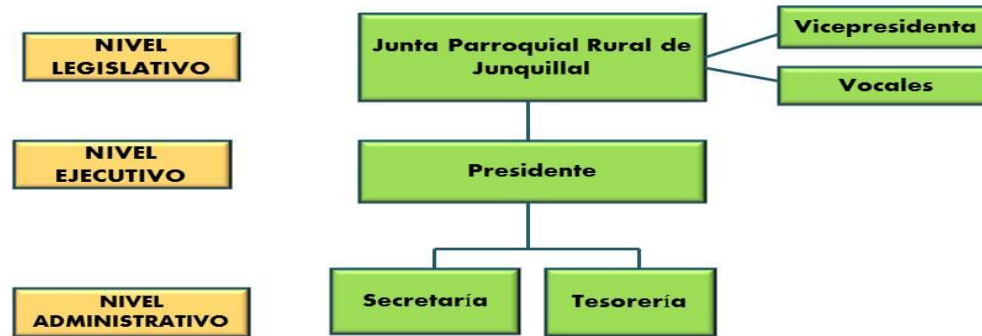 NIVEL
LEGISLATIVO
Junta Parroquial Rural de
Junquillal
Vicepresidenta
Vocales
NIVEL
EJECUTIVO
Presidente
NIVEL
ADMINISTRATIVO
Secretaría
Tesorería